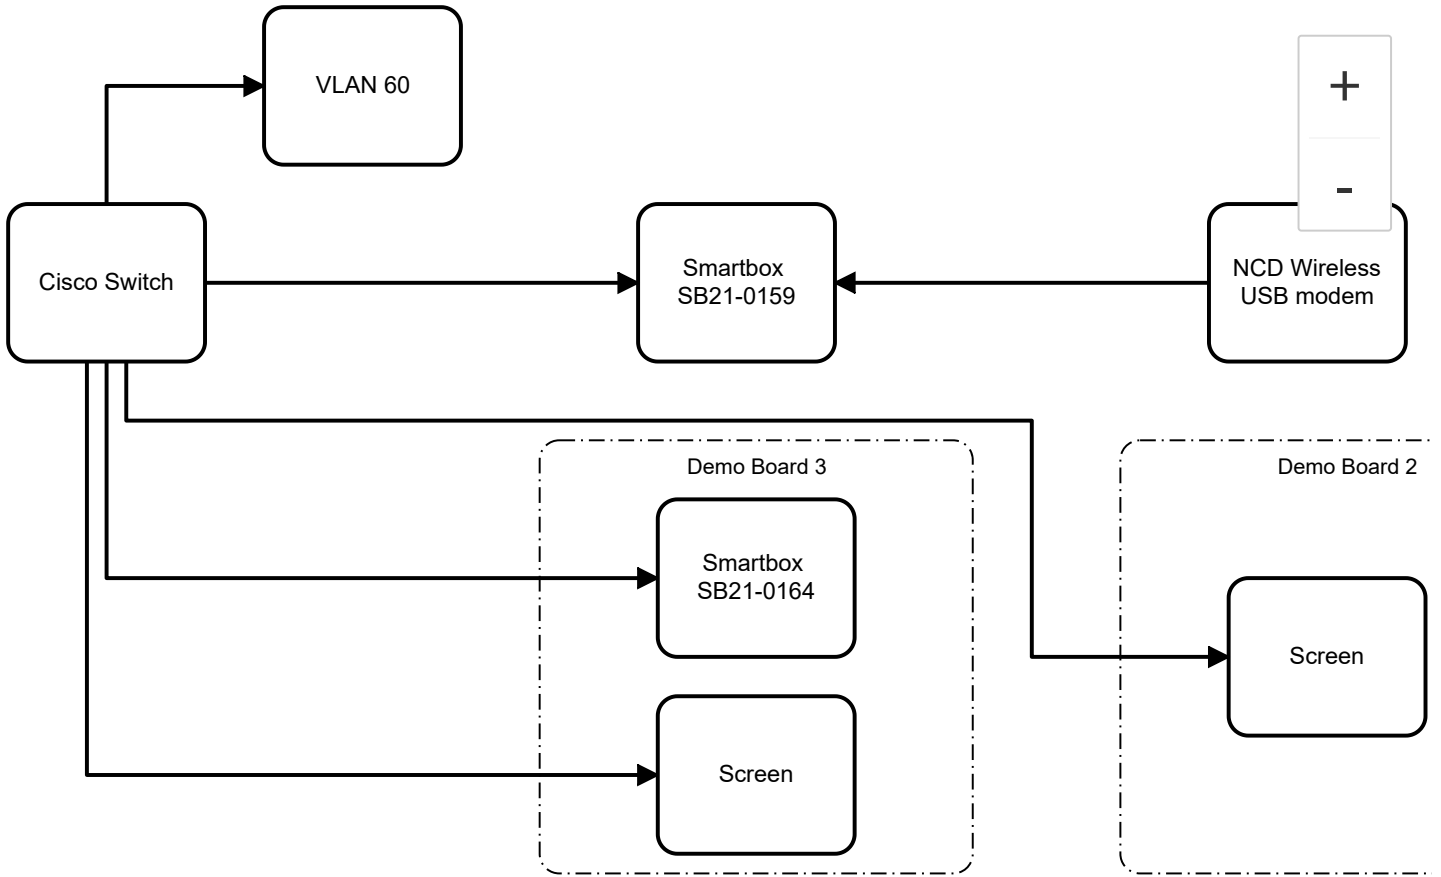 VLAN 60
+
-
Cisco Switch
Smartbox
SB21-0159
NCD Wireless
USB modem
Demo Board 3
Demo Board 2
Smartbox
SB21-0164
Screen
Screen